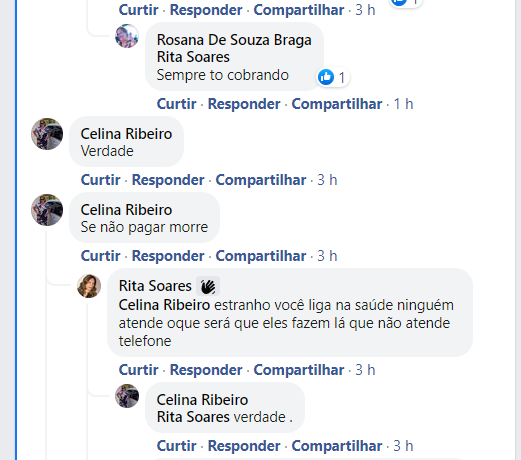 Curtir · Responder · Compartilhar · 3 h
1
Rosana De Souza Braga
Rita Soares
Sempre to cobrando
1
Curtir · Responder · Compartilhar · 1 h
Celina Ribeiro
Verdade
Curtir · Responder · Compartilhar · 3 h
Celina Ribeiro
Se não pagar morre
Curtir · Responder · Compartilhar · 3 h
Rita Soares
Celina Ribeiro estranho você liga na saúde ninguém
atende oque será que eles fazem lá que não atende
telefone
Curtir · Responder · Compartilhar · 3 h
Celina Ribeiro
Rita Soares verdade .
Curtir · Responder · Compartilhar · 3 h